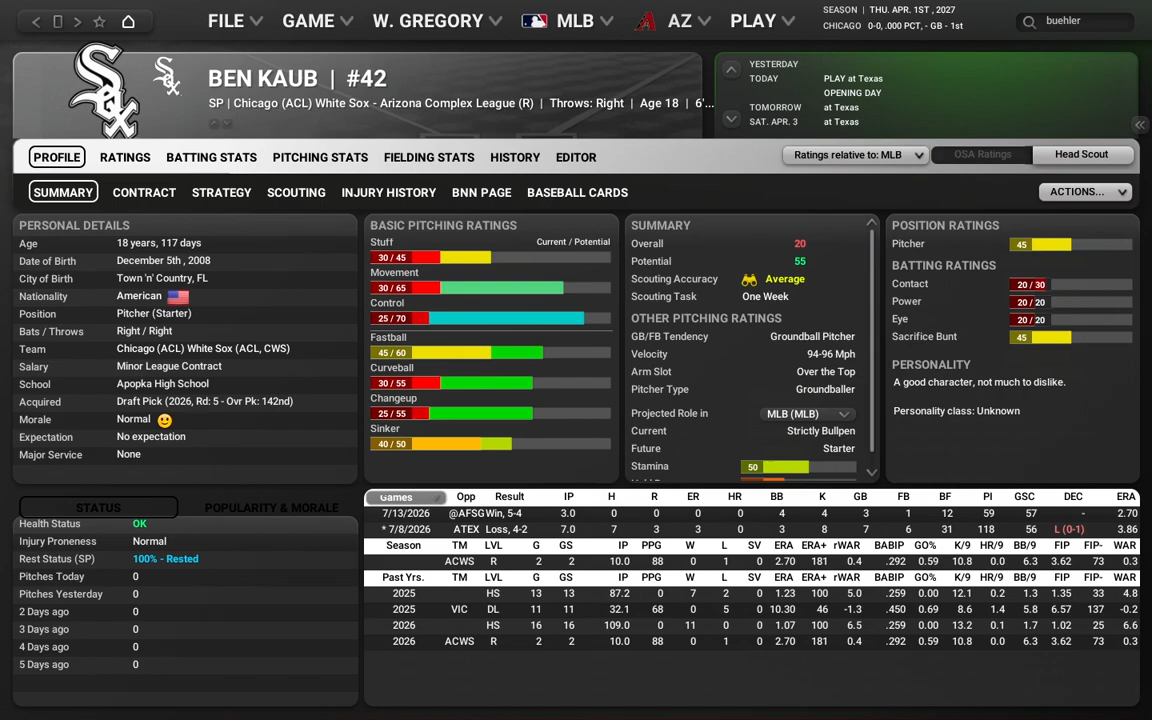 FILE GAME W. GREGORY MLB AZ PLAY
SEASON | THU. APR. 1ST , 2027
CHICAGO 0-0, .000 PCT, - GB - 1st
buehler
BEN KAUB | #42
SP | Chicago (ACL) White Sox - Arizona Complex League (R) | Throws: Right | Age 18 | 6'...
YESTERDAY
TODAY PLAY at Texas
OPENING DAY
TOMORROW at Texas
SAT. APR. 3 at Texas
PROFILE RATINGS BATTING STATS PITCHING STATS FIELDING STATS HISTORY EDITOR
Ratings relative to: MLB OSA Ratings Head Scout
SUMMARY CONTRACT STRATEGY SCOUTING INJURY HISTORY BNN PAGE BASEBALL CARDS
ACTIONS...
PERSONAL DETAILS
Age 18 years, 117 days
Date of Birth December 5th , 2008
City of Birth Town 'n' Country, FL
Nationality American
Position Pitcher (Starter)
Bats / Throws Right / Right
Team Chicago (ACL) White Sox (ACL, CWS)
Salary Minor League Contract
School Apopka High School
Acquired Draft Pick (2026, Rd: 5 - Ovr Pk: 142nd)
Morale Normal
Expectation No expectation
Major Service None
BASIC PITCHING RATINGS
Stuff Current / Potential
30 / 45
Movement
30 / 65
Control
25 / 70
Fastball
45 / 60
Curveball
30 / 55
Changeup
25 / 55
Sinker
40 / 50
SUMMARY
Overall 20
Potential 55
Scouting Accuracy Average
Scouting Task One Week
OTHER PITCHING RATINGS
GB/FB Tendency Groundball Pitcher
Velocity 94-96 Mph
Arm Slot Over the Top
Pitcher Type Groundballer
Projected Role in MLB (MLB)
Current Strictly Bullpen
Future Starter
Stamina 50
POSITION RATINGS
Pitcher 45
BATTING RATINGS
Contact 20 / 30
Power 20 / 20
Eye 20 / 20
Sacrifice Bunt 45
PERSONALITY
A good character, not much to dislike.
Personality class: Unknown
STATUS POPULARITY & MORALE
Health Status OK
Injury Proneness Normal
Rest Status (SP) 100% - Rested
Pitches Today 0
Pitches Yesterday 0
2 Days ago 0
3 Days ago 0
4 Days ago 0
5 Days ago 0
Games Opp Result IP H R ER HR BB K GB FB BF PI GSC DEC ERA
7/13/2026 @AFSG Win, 5-4 3.0 0 0 0 0 4 4 3 1 12 59 57 - 2.70
* 7/8/2026 ATEX Loss, 4-2 7.0 7 3 3 0 3 8 7 6 31 118 56 L (0-1) 3.86
Season TM LVL G GS IP PPG W L SV ERA ERA+ rWAR BABIP GO% K/9 HR/9 BB/9 FIP FIP- WAR
ACWS R 2 2 10.0 88 0 1 0 2.70 181 0.4 .292 0.59 10.8 0.0 6.3 3.62 73 0.3
Past Yrs. TM LVL G GS IP PPG W L SV ERA ERA+ rWAR BABIP GO% K/9 HR/9 BB/9 FIP FIP- WAR
2025 HS 13 13 87.2 0 7 2 0 1.23 100 5.0 .259 0.00 12.1 0.2 1.3 1.35 33 4.8
2025 VIC DL 11 11 32.1 68 0 5 0 10.30 46 -1.3 .450 0.69 8.6 1.4 5.8 6.57 137 -0.2
2026 HS 16 16 109.0 0 11 0 0 1.07 100 6.5 .259 0.00 13.2 0.1 1.7 1.02 25 6.6
2026 ACWS R 2 2 10.0 88 0 1 0 2.70 181 0.4 .292 0.59 10.8 0.0 6.3 3.62 73 0.3